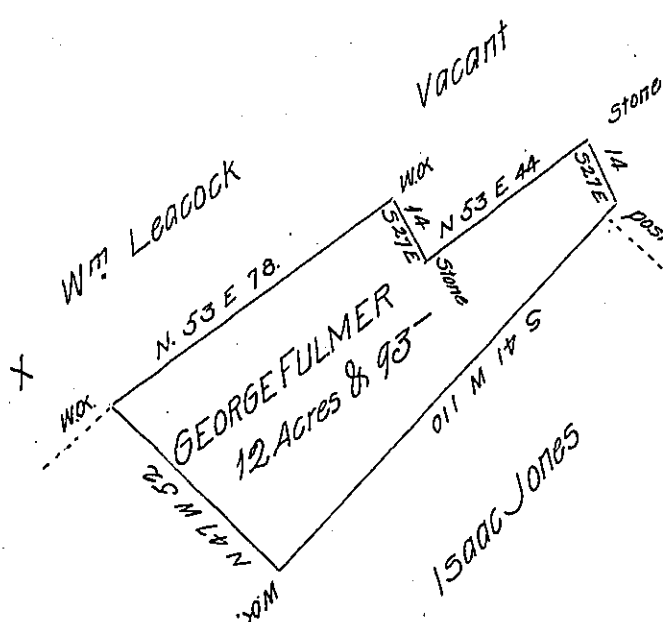 Vacant
Stone
Wm Leacock
W.ox
14
S27E
N 53 E 44
14
S27E
post
Stone
N. 53 E 78.
X
W.ox.
GEORGE FULMER
12 Acres & 93
S 41 W 110
N 47 W 52
Isaac Jones
W.ox.